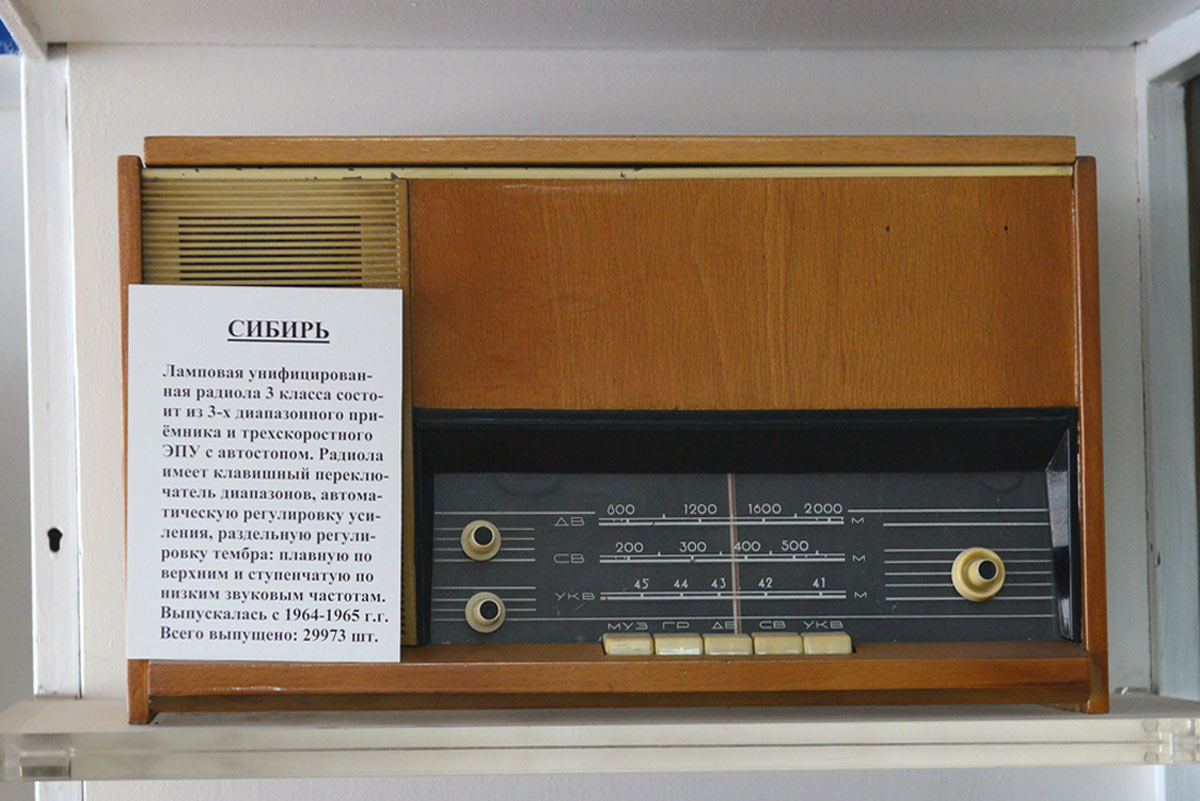 СИБИРЬ
Ламповая унифицирован-
ная радиола 3 класса состо-
ит из 3-х диапазонного при-
ёмника и трехскоростного
ЭПУ с автостопом. Радиола
имеет клавишный переклю-
чатель диапазонов, автома-
тическую регулировку уси-
ления, раздельную регули-
ровку тембра: плавную по
верхним и ступенчатую по
низким звуковым частотам.
Выпускалась с 1964-1965 г.г.
Всего выпущено: 29973 шт.
800 1200 1600 2000
ДВ М
200 300 400 500
СВ М
45 44 43 42 41
УКВ М
МУЗ ГР ДВ СВ УКВ